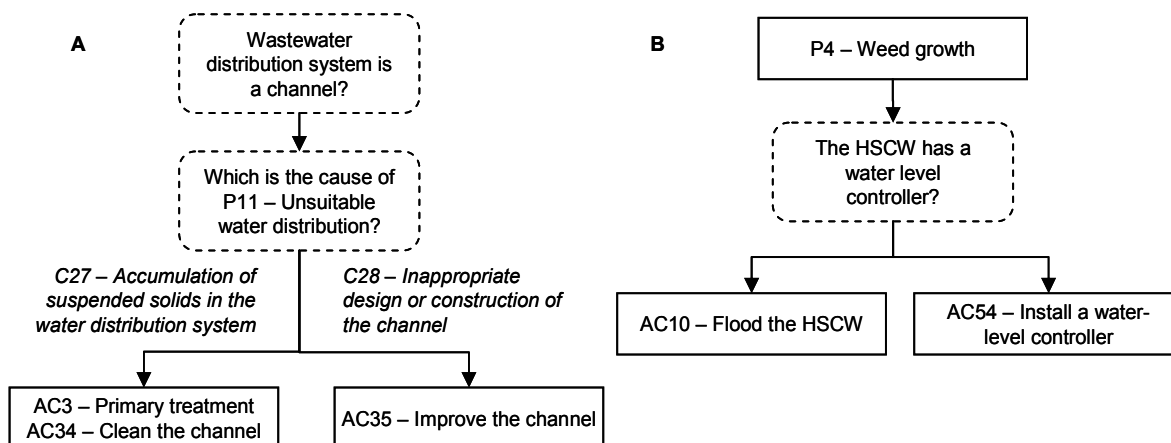 A
Wastewater
distribution system is
a channel?
Which is the cause of
P11 – Unsuitable
water distribution?
C27 – Accumulation of
suspended solids in the
water distribution system
C28 – Inappropriate
design or construction of
the channel
AC3 – Primary treatment
AC34 – Clean the channel
AC35 – Improve the channel
B
P4 – Weed growth
The HSCW has a
water level
controller?
AC10 – Flood the HSCW
AC54 – Install a water-
level controller